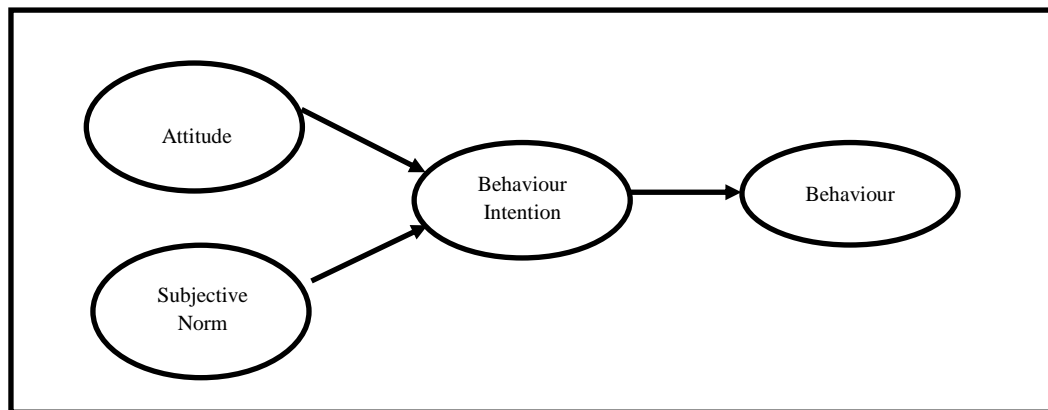 Attitude
Subjective
Norm
Behaviour
Intention
Behaviour